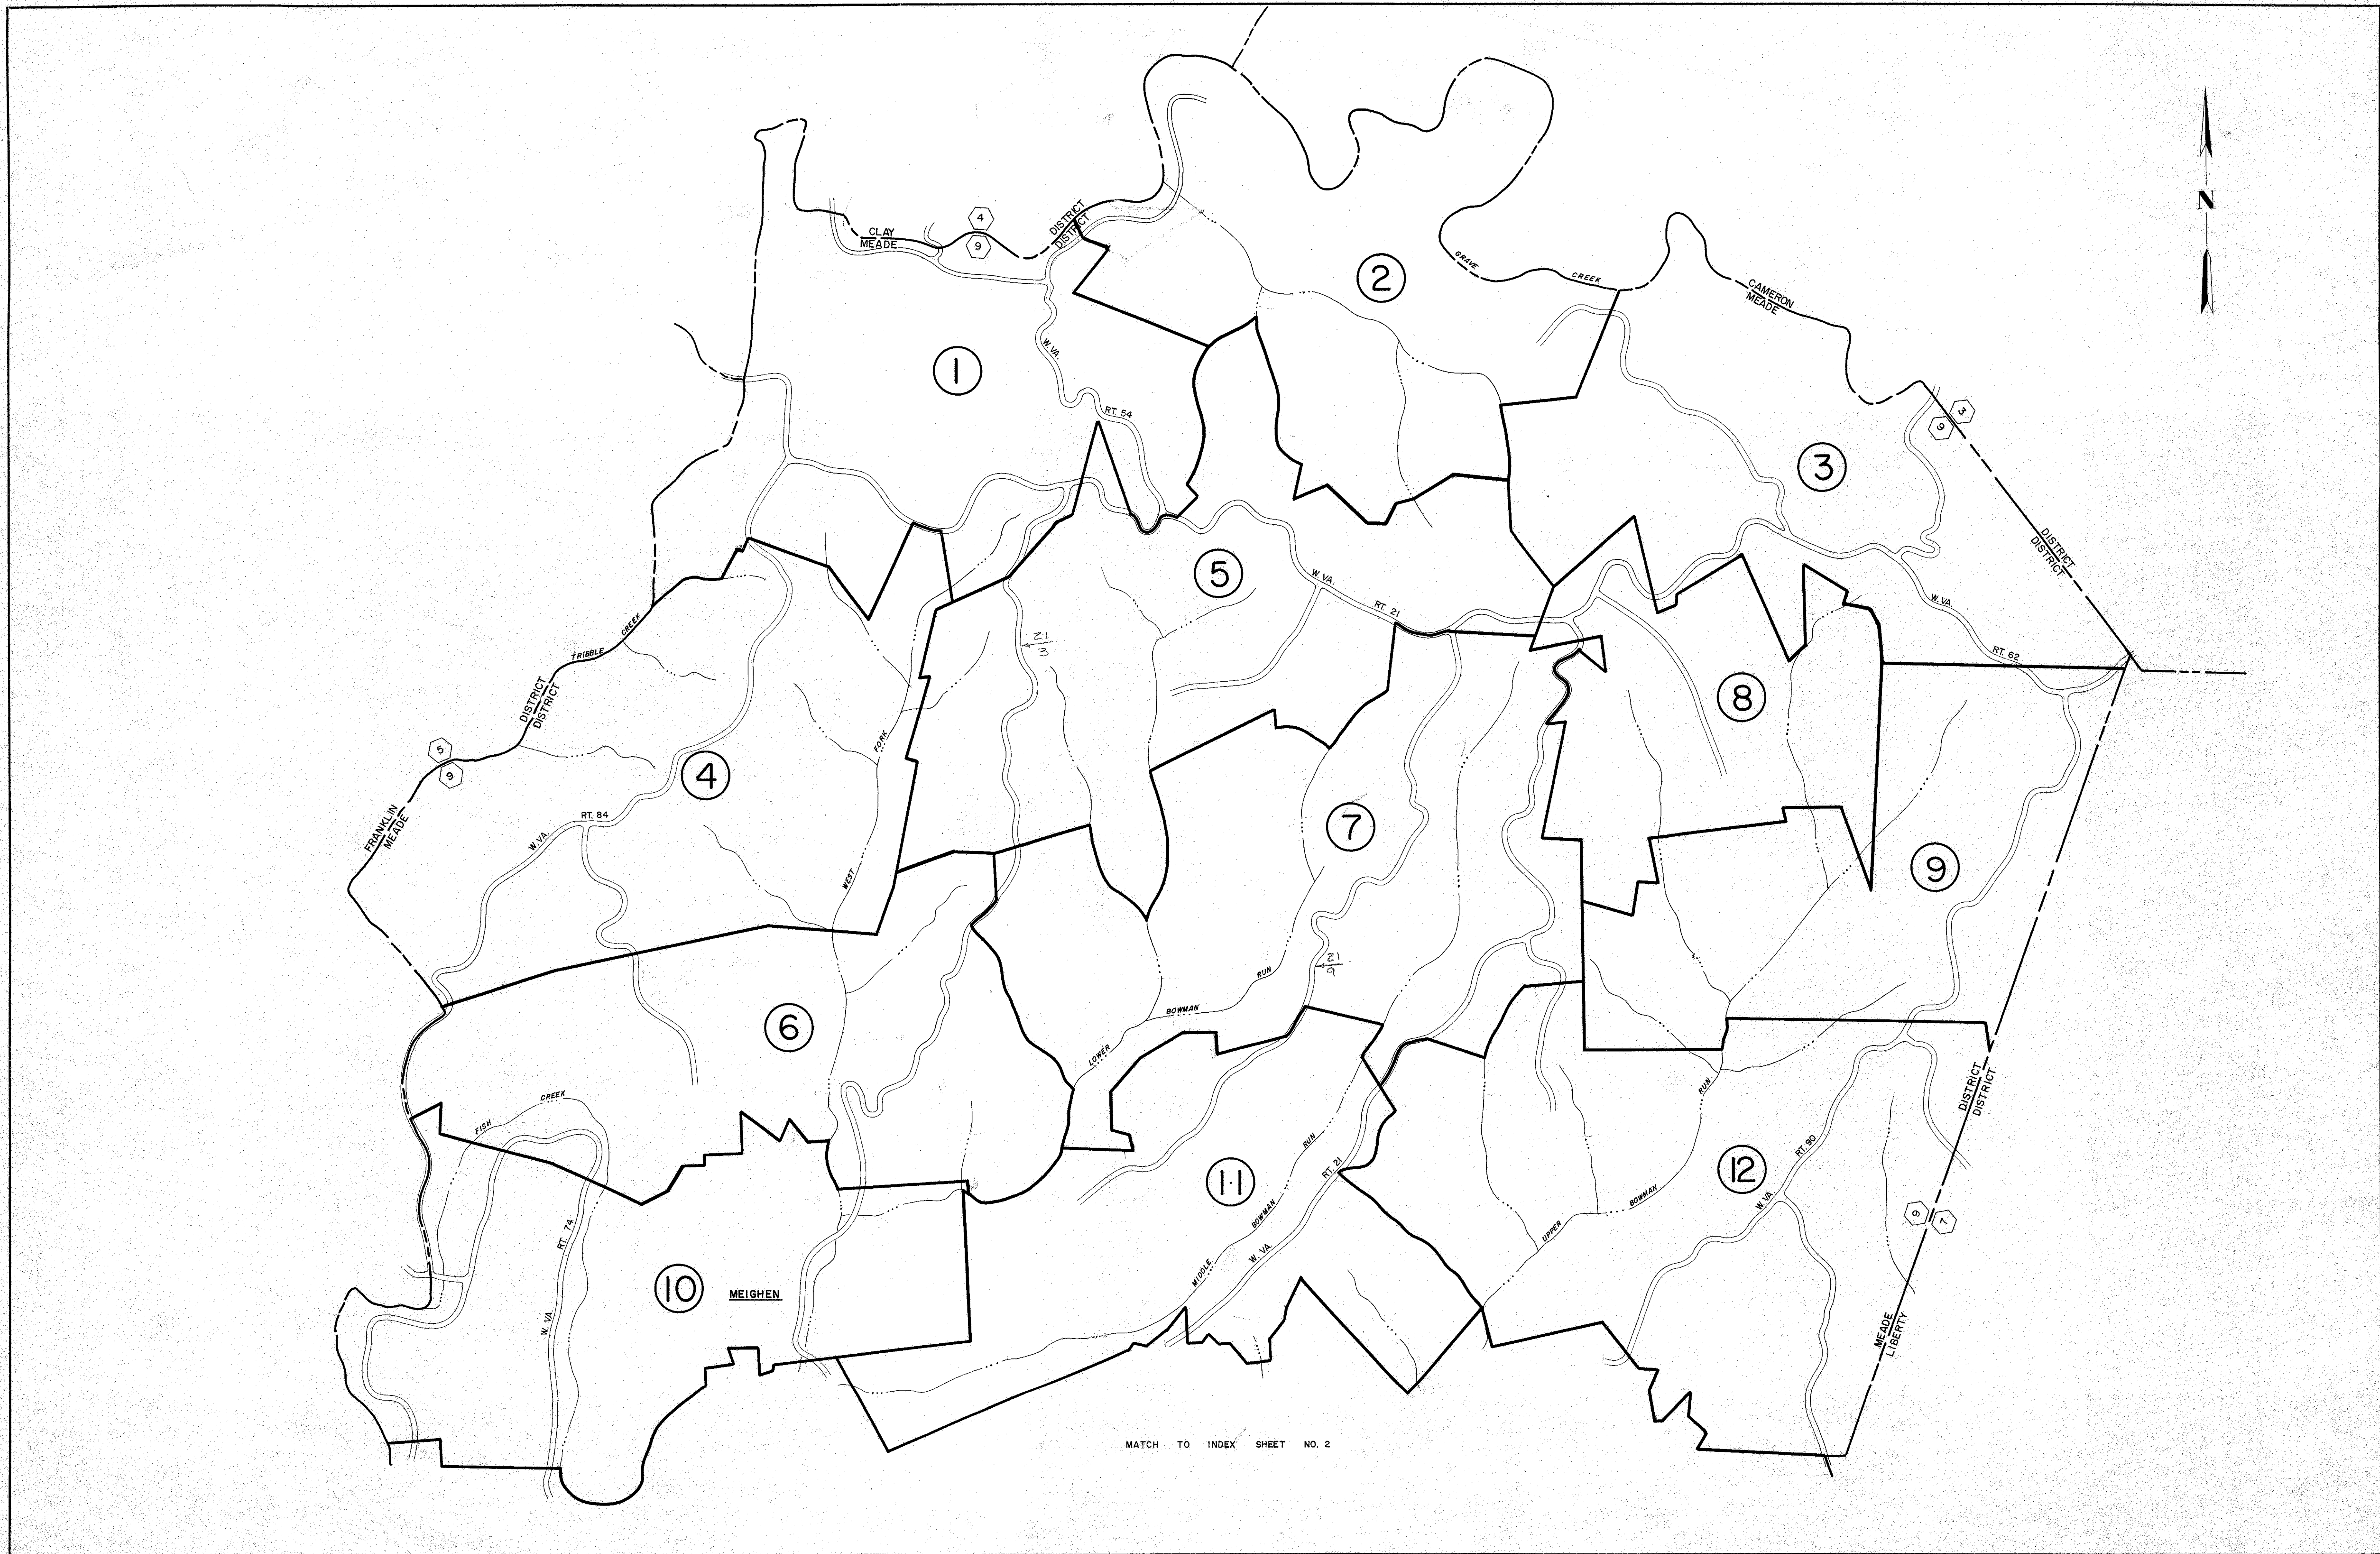 N
4
9
CLAY
MEADE
DISTRICT
DISTRICT
2
GRAVE
CREEK
CAMERON
MEADE
1
W. VA.
RT. 54
3
9
3
DISTRICT
DISTRICT
5
W. VA.
RT. 21
W. VA.
RT. 62
21
3
CREEK
TRIBBLE
DISTRICT
DISTRICT
5
9
FRANKLIN
MEADE
4
W. VA.
RT. 84
FORK
WEST
8
7
9
21
9
RUN
BOWMAN
LOWER
6
CREEK
FISH
RT. 74
W. VA.
10
MEIGHEN
11
RUN
BOWMAN
MIDDLE
RT. 21
W. VA.
RUN
BOWMAN
UPPER
12
RT. 90
W. VA.
DISTRICT
DISTRICT
9
7
MEADE
LIBERTY
MATCH TO INDEX SHEET NO. 2